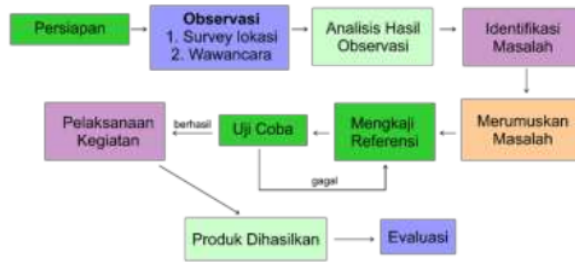 Persiapan
Observasi
1. Survey lokasi
2. Wawancara
Analisis Hasil
Observasi
Identifikasi
Masalah
Merumuskan
Masalah
Mengkaji
Referensi
Uji Coba
berhasil
gagal
Pelaksanaan
Kegiatan
Produk Dihasilkan
Evaluasi